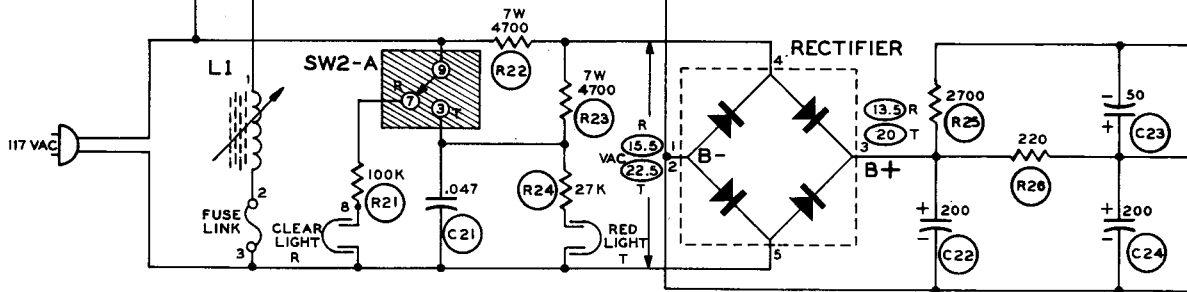 7W
4700
R22
L1
1
SW2-A
9
R
7
3
T
7W
4700
R23
117 VAC
2
FUSE
LINK
3
100K
R21
8
CLEAR
LIGHT
R
.047
C21
R24
27K
RED
LIGHT
T
R
15.5
VAC
22.5
T
RECTIFIER
4
2
B-
3
B+
5
13.5 R
20 T
2700
R25
-
50
+
C23
220
R26
+
200
-
C22
+
200
-
C24